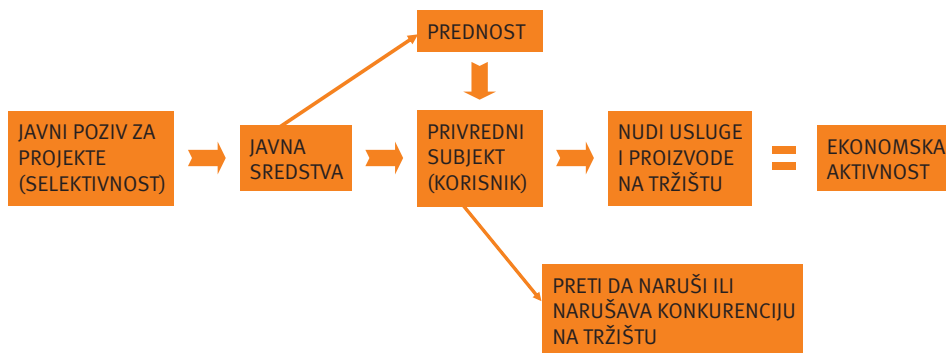 PREDNOST
JAVNI POZIV ZA
PROJEKTE
(SELEKTIVNOST)
JAVNA
SREDSTVA
PRIVREDNI
SUBJEKT
(KORISNIK)
NUDI USLUGE
I PROIZVODE
NA TRŽIŠTU
EKONOMSKA
AKTIVNOST
PRETI DA NARUŠI ILI
NARUŠAVA KONKURENCIJU
NA TRŽIŠTU